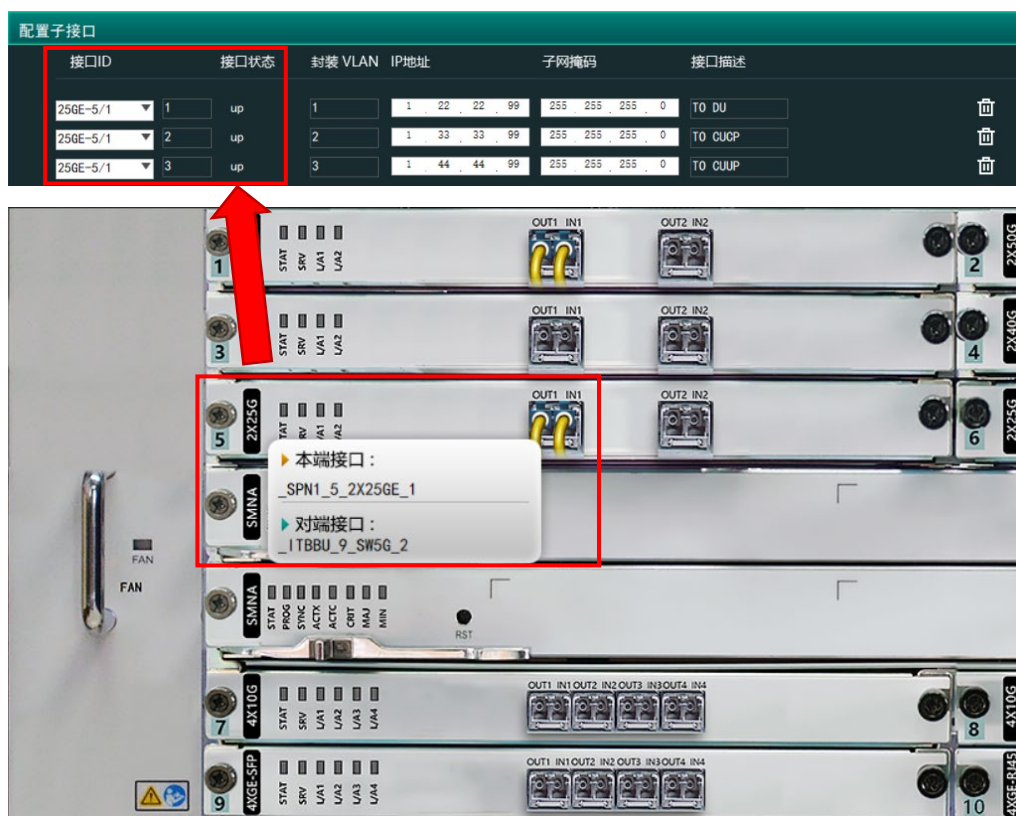 配置子接口
接口ID 接口状态 封装 VLAN IP地址 子网掩码 接口描述
25GE-5/1 1 up 1 1 . 22 . 22 . 99 255 . 255 . 255 . 0 TO DU
25GE-5/1 2 up 2 1 . 33 . 33 . 99 255 . 255 . 255 . 0 TO CUCP
25GE-5/1 3 up 3 1 . 44 . 44 . 99 255 . 255 . 255 . 0 TO CUUP
OUT1 IN1 OUT2 IN2
1 STAT SRV L/A1 L/A2 2 2X50G
OUT1 IN1 OUT2 IN2
3 STAT SRV L/A1 L/A2 4 2X40G
OUT1 IN1 OUT2 IN2
5 2X25G L/A2 6 2X25G
本端接口：
_SPN1_5_2X25GE_1
对端接口：
_ITBBU_9_SW5G_2
SMNA
FAN
FAN
SMNA STAT PROG SYNC ACTX ACTC CRIT MAJ MIN
RST
OUT1 IN1 OUT2 IN2 OUT3 IN3 OUT4 IN4
7 4X10G STAT SRV L/A1 L/A2 L/A3 L/A4 8 4X10G
OUT1 IN1 OUT2 IN2 OUT3 IN3 OUT4 IN4
9 4XGE-SFP STAT SRV L/A1 L/A2 L/A3 L/A4 10 4XGE-RJ45